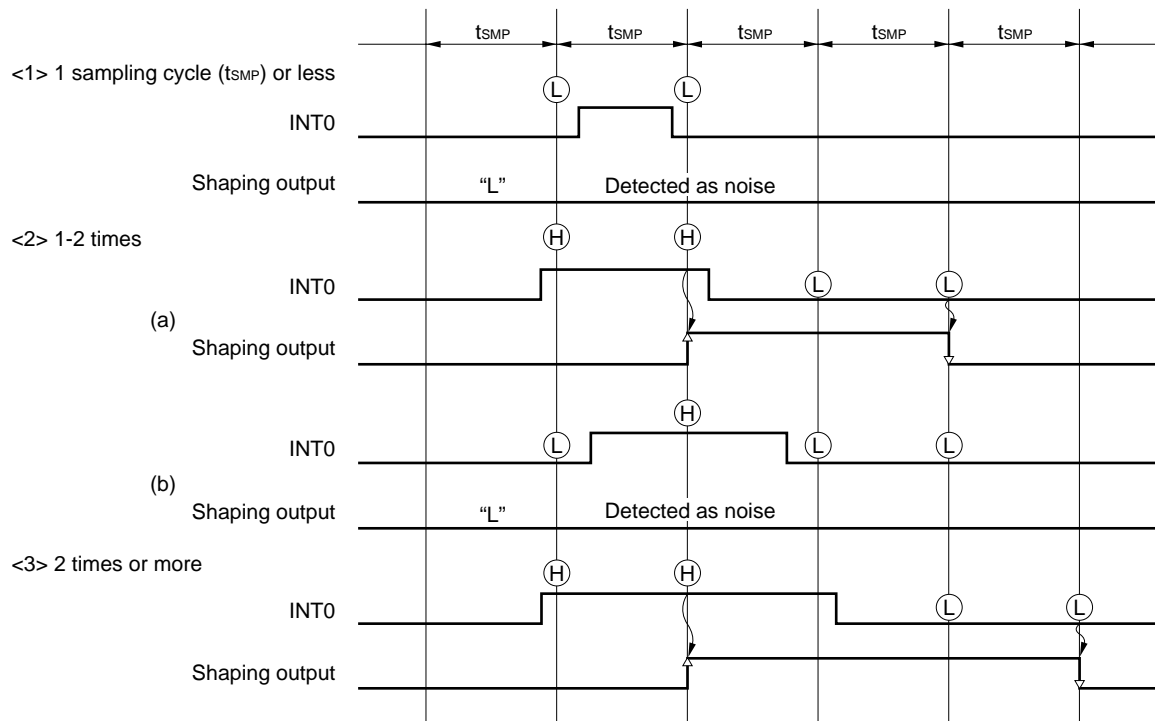 tSMP tSMP tSMP tSMP tSMP
<1> 1 sampling cycle (tSMP) or less
L L
INT0
Shaping output "L" Detected as noise
<2> 1-2 times
H H
INT0 L L
(a)
Shaping output
H
INT0 L L L
(b)
Shaping output "L" Detected as noise
<3> 2 times or more
H H
INT0 L L
Shaping output